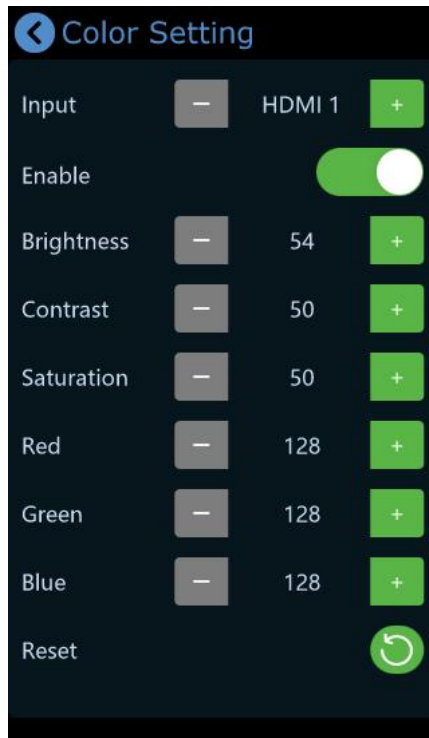 Color Setting
Input − HDMI 1 +
Enable
Brightness − 54 +
Contrast − 50 +
Saturation − 50 +
Red − 128 +
Green − 128 +
Blue − 128 +
Reset